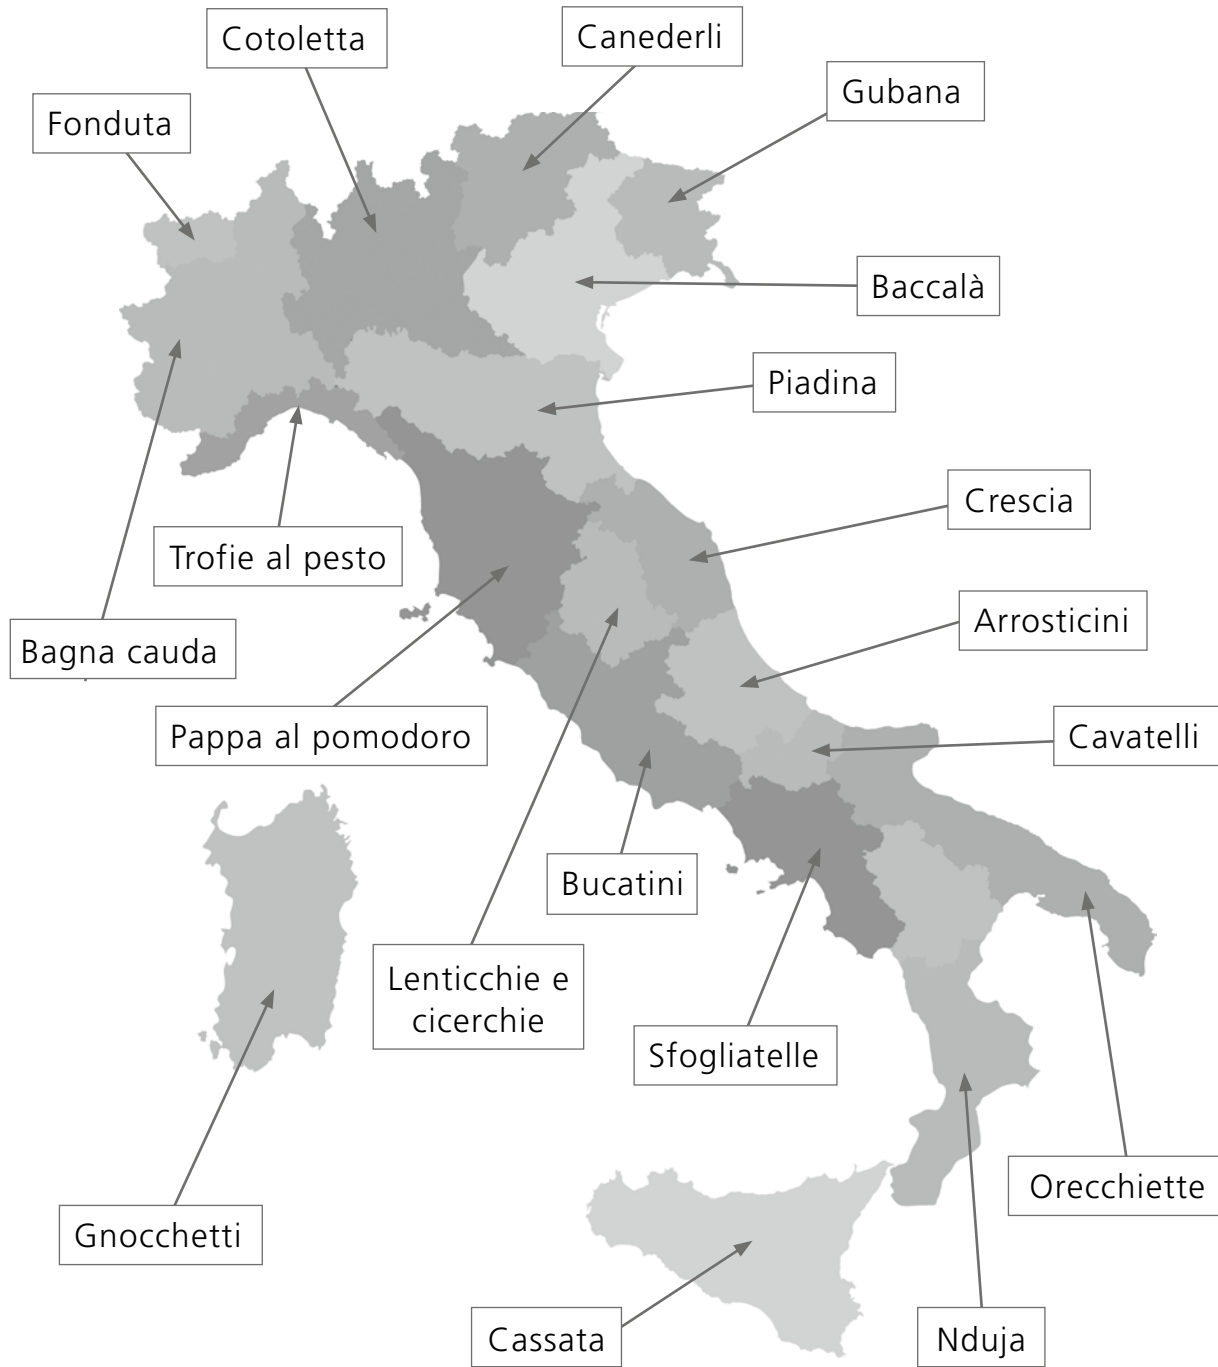 Cotoletta
Canederli
Gubana
Fonduta
Baccalà
Piadina
Crescia
Trofie al pesto
Arrosticini
Bagna cauda
Pappa al pomodoro
Cavatelli
Bucatini
Lenticchie e
cicerchie
Sfogliatelle
Orecchiette
Gnocchetti
Cassata
Nduja